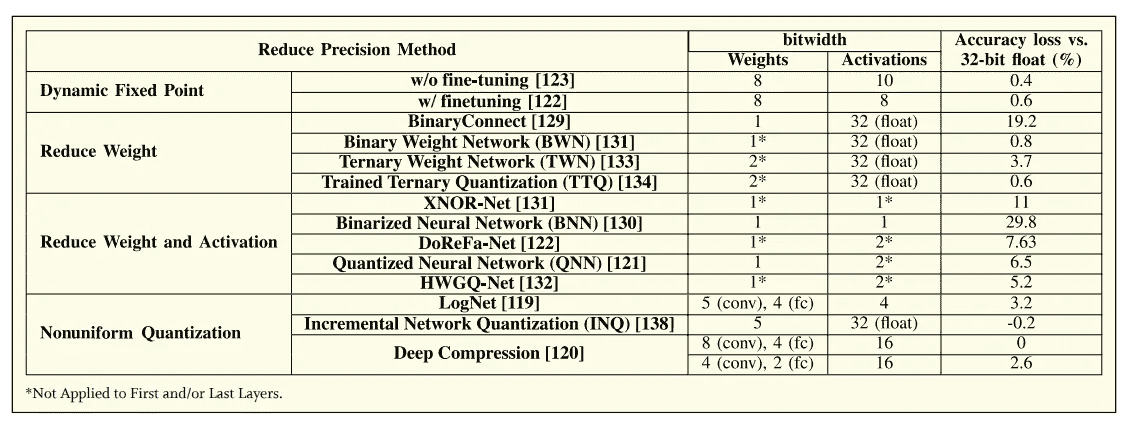 Reduce Precision Method bitwidth Accuracy loss vs. 32-bit float (%)
Weights Activations
Dynamic Fixed Point w/o fine-tuning [123] 8 10 0.4
w/ finetuning [122] 8 8 0.6
Reduce Weight BinaryConnect [129] 1 32 (float) 19.2
Binary Weight Network (BWN) [131] 1* 32 (float) 0.8
Ternary Weight Network (TWN) [133] 2* 32 (float) 3.7
Trained Ternary Quantization (TTQ) [134] 2* 32 (float) 0.6
Reduce Weight and Activation XNOR-Net [131] 1* 1* 11
Binarized Neural Network (BNN) [130] 1 1 29.8
DoReFa-Net [122] 1* 2* 7.63
Quantized Neural Network (QNN) [121] 1 2* 6.5
HWGQ-Net [132] 1* 2* 5.2
Nonuniform Quantization LogNet [119] 5 (conv), 4 (fc) 4 3.2
Incremental Network Quantization (INQ) [138] 5 32 (float) -0.2
Deep Compression [120] 8 (conv), 4 (fc) 16 0
4 (conv), 2 (fc) 16 2.6
*Not Applied to First and/or Last Layers.